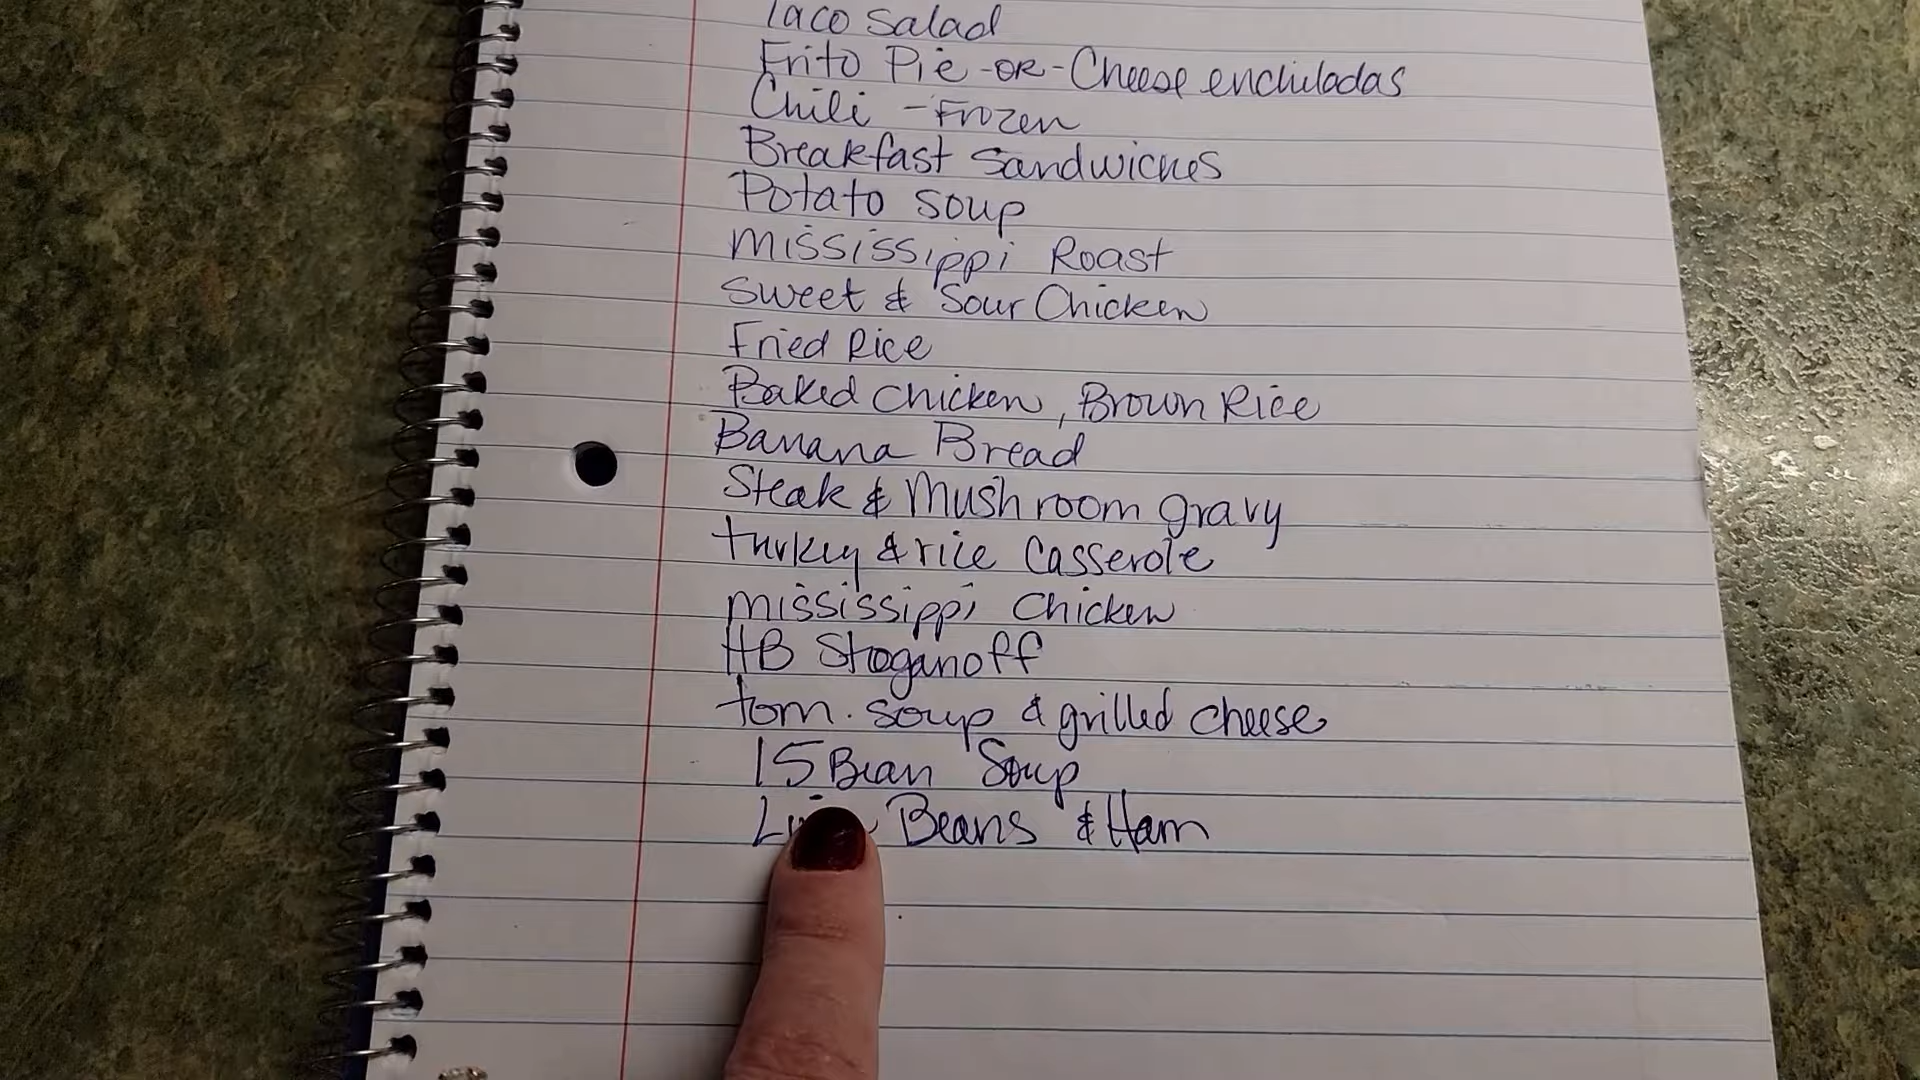 Taco Salad
Frito Pie -OR- Cheese enchiladas
Chili - Frozen
Breakfast Sandwiches
Potato Soup
Mississippi Roast
Sweet & Sour Chicken
Fried Rice
Baked Chicken, Brown Rice
Banana Bread
Steak & Mushroom gravy
turkey & rice Casserole
Mississippi Chicken
HB Stroganoff
tom. soup & grilled cheese
15 Bean Soup
Beans & Ham